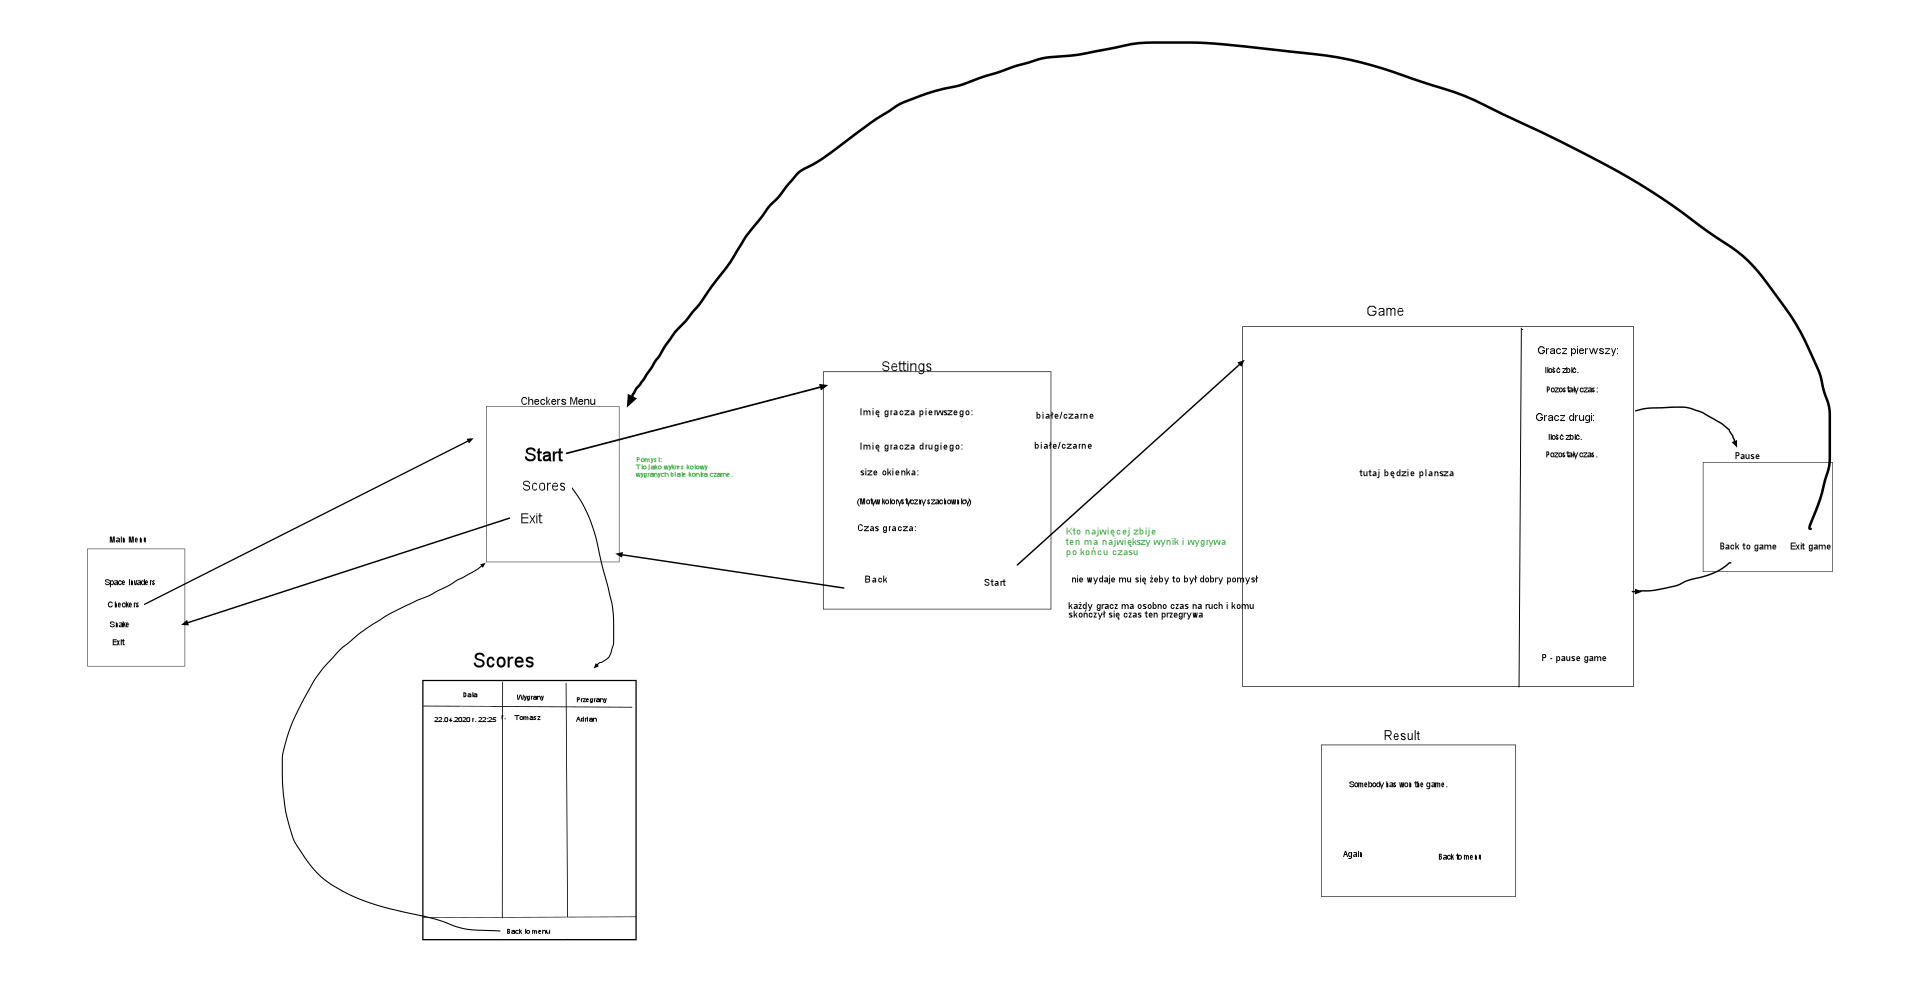 Main Menu
Space Invaders
Checkers
Snake
Exit
Checkers Menu
Start
Scores
Exit
Pomysł:
Tło jako wykres kołowy
wygranych białe kontra czarne.
Scores
Data Wygrany Przegrany
22.04.2020 r. 22:25 r. Tomasz Adrian
Back to menu
Settings
Imię gracza pierwszego: białe/czarne
Imię gracza drugiego: białe/czarne
size okienka:
(Motyw kolorystyczny szachownicy)
Czas gracza:
Back Start
Kto najwięcej zbije
ten ma największy wynik i wygrywa
po końcu czasu
nie wydaje mu się żeby to był dobry pomysł
każdy gracz ma osobno czas na ruch i komu
skończył się czas ten przegrywa
Game
tutaj będzie plansza
Gracz pierwszy:
Ilość zbić.
Pozostały czas:
Gracz drugi:
Ilość zbić.
Pozostały czas.
P - pause game
Pause
Back to game Exit game
Result
Somebody has won the game.
Again Back to menu